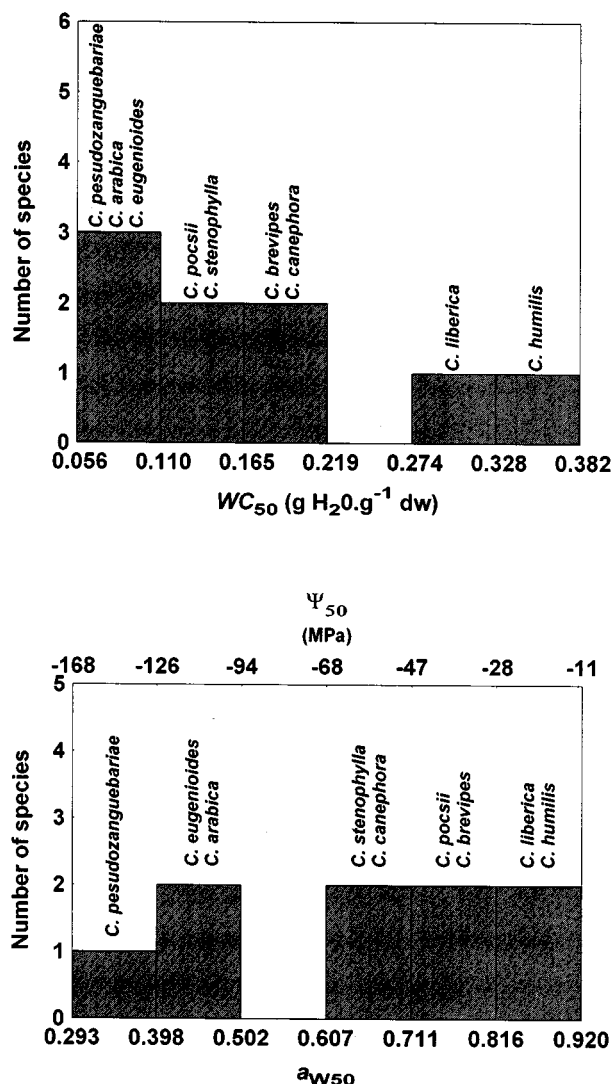 Number of species
6
5
4
3
2
1
0
C. pesudozanguebariae
C. arabica
C. eugenioides
C. pocsii
C. stenophylla
C. brevipes
C. canephora
C. liberica
C. humilis
0.056 0.110 0.165 0.219 0.274 0.328 0.382
WC50 (g H20.g-1 dw)
Ψ50
(MPa)
-168 -126 -94 -68 -47 -28 -11
Number of species
5
4
3
2
1
0
C. pesudozanguebariae
C. eugenioides
C. arabica
C. stenophylla
C. canephora
C. pocsii
C. brevipes
C. liberica
C. humilis
0.293 0.398 0.502 0.607 0.711 0.816 0.920
aW50